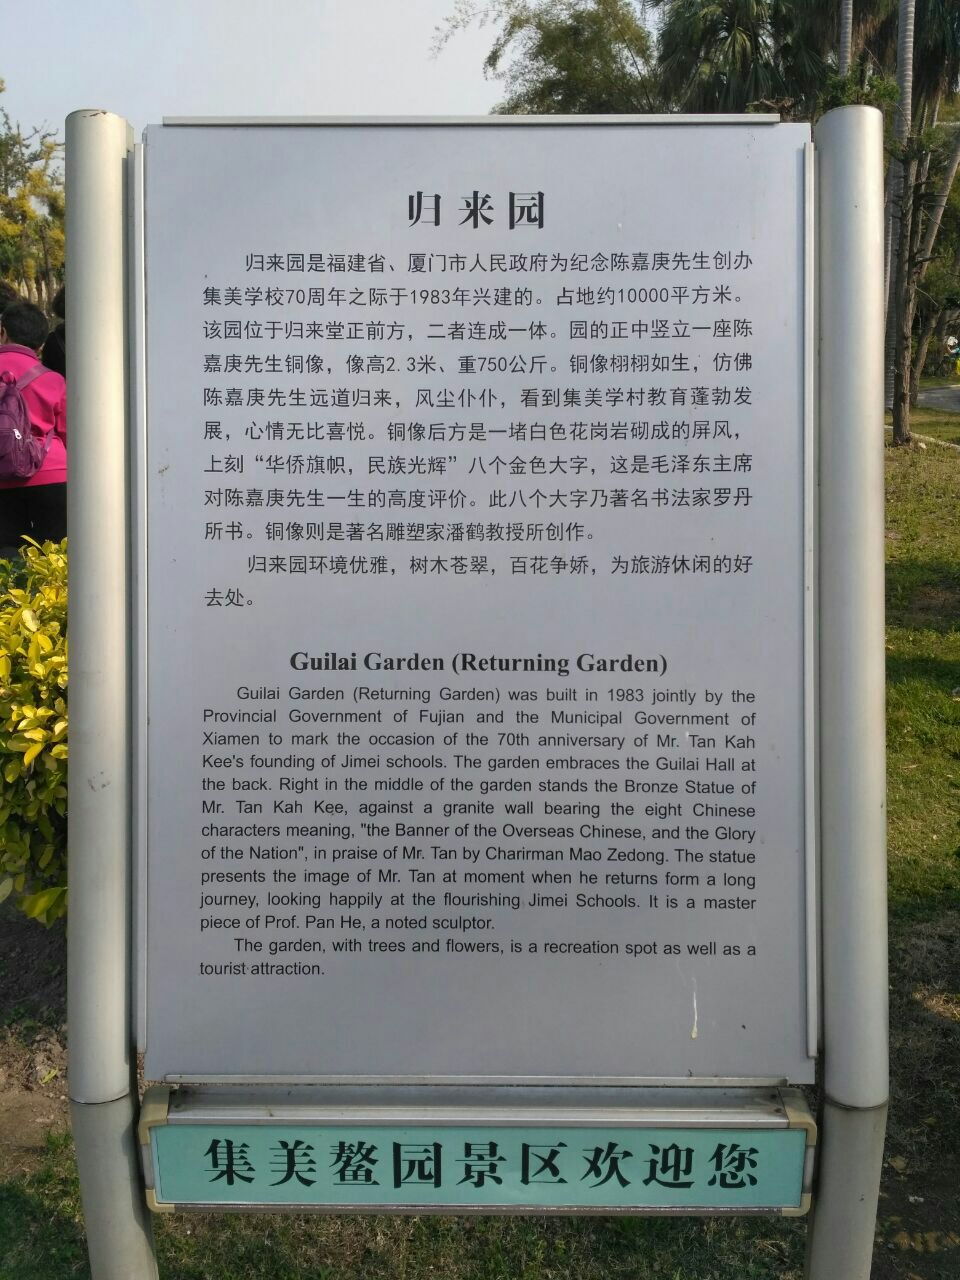 归来园
归来园是福建省、厦门市人民政府为纪念陈嘉庚先生创办
集美学校70周年之际于1983年兴建的。占地约10000平方米。
该园位于归来堂正前方，二者连成一体。园的正中竖立一座陈
嘉庚先生铜像，像高2.3米、重750公斤。铜像栩栩如生，仿佛
陈嘉庚先生远道归来，风尘仆仆，看到集美学村教育蓬勃发
展，心情无比喜悦。铜像后方是一堵白色花岗岩砌成的屏风，
上刻“华侨旗帜，民族光辉”八个金色大字，这是毛泽东主席
对陈嘉庚先生一生的高度评价。此八个大字乃著名书法家罗丹
所书。铜像则是著名雕塑家潘鹤教授所创作。
归来园环境优雅，树木苍翠，百花争娇，为旅游休闲的好
去处。
Guilai Garden (Returning Garden)
Guilai Garden (Returning Garden) was built in 1983 jointly by the
Provincial Government of Fujian and the Municipal Government of
Xiamen to mark the occasion of the 70th anniversary of Mr. Tan Kah
Kee's founding of Jimei schools. The garden embraces the Guilai Hall at
the back. Right in the middle of the garden stands the Bronze Statue of
Mr. Tan Kah Kee, against a granite wall bearing the eight Chinese
characters meaning, "the Banner of the Overseas Chinese, and the Glory
of the Nation", in praise of Mr. Tan by Charirman Mao Zedong. The statue
presents the image of Mr. Tan at moment when he returns form a long
journey, looking happily at the flourishing Jimei Schools. It is a master
piece of Prof. Pan He, a noted sculptor.
The garden, with trees and flowers, is a recreation spot as well as a
tourist attraction.
集美鳌园景区欢迎您